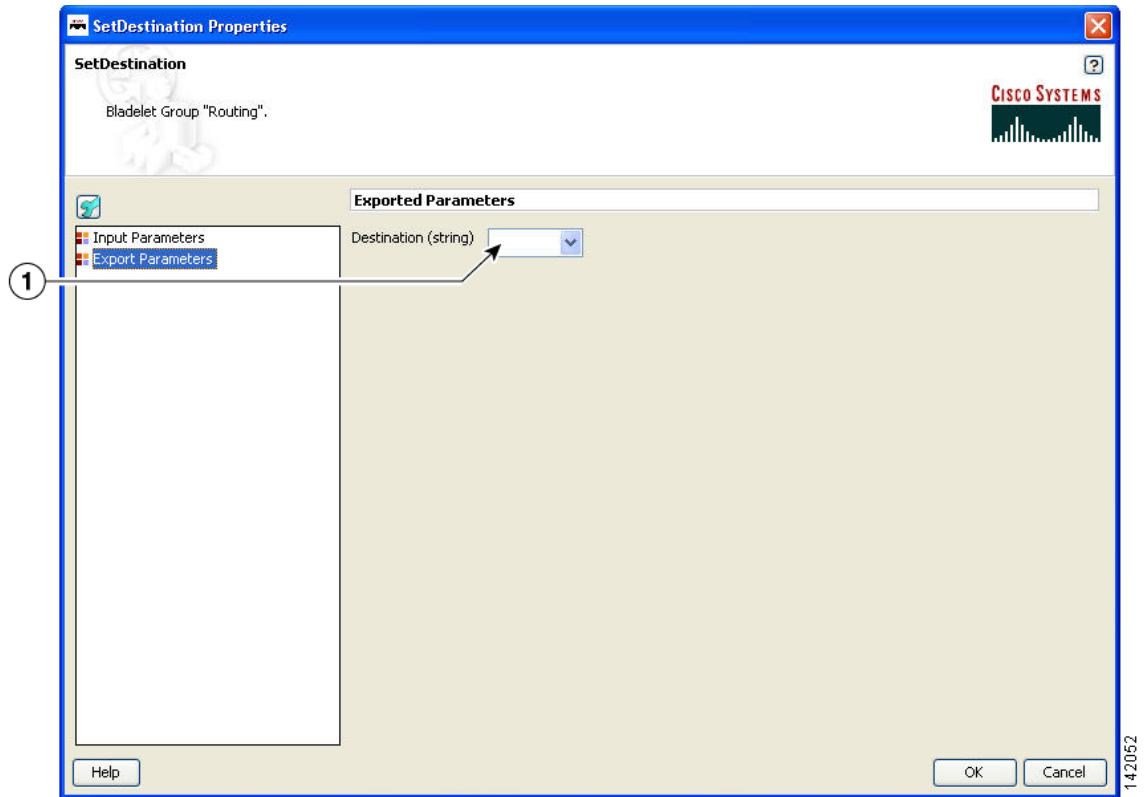 SetDestination Properties
SetDestination
Bladelet Group "Routing".
CISCO SYSTEMS
Exported Parameters
Input Parameters
Export Parameters
Destination (string)
1
Help
OK
Cancel
142052